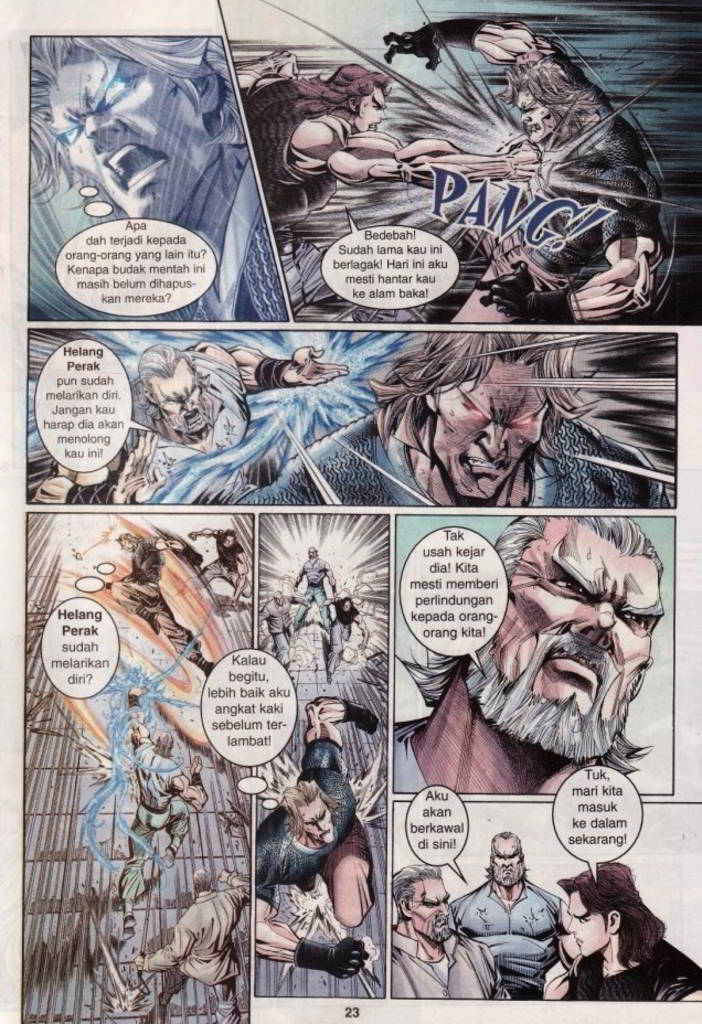 Apa
dah terjadi kepada
orang-orang yang lain itu?
Kenapa budak mentah ini
masih belum dihapus-
kan mereka?
PANG!
Bedebah!
Sudah lama kau ini
berlagak! Hari ini aku
mesti hantar kau
ke alam baka!
Helang
Perak
pun sudah
melarikan diri.
Jangan kau
harap dia akan
menolong
kau ini!
Helang
Perak
sudah
melarikan
diri?
Kalau
begitu,
lebih baik aku
angkat kaki
sebelum ter-
lambat!
Tak
usah kejar
dia! Kita
mesti memberi
perlindungan
kepada orang-
orang kita!
Aku
akan
berkawal
di sini!
Tuk,
mari kita
masuk
ke dalam
sekarang!
23